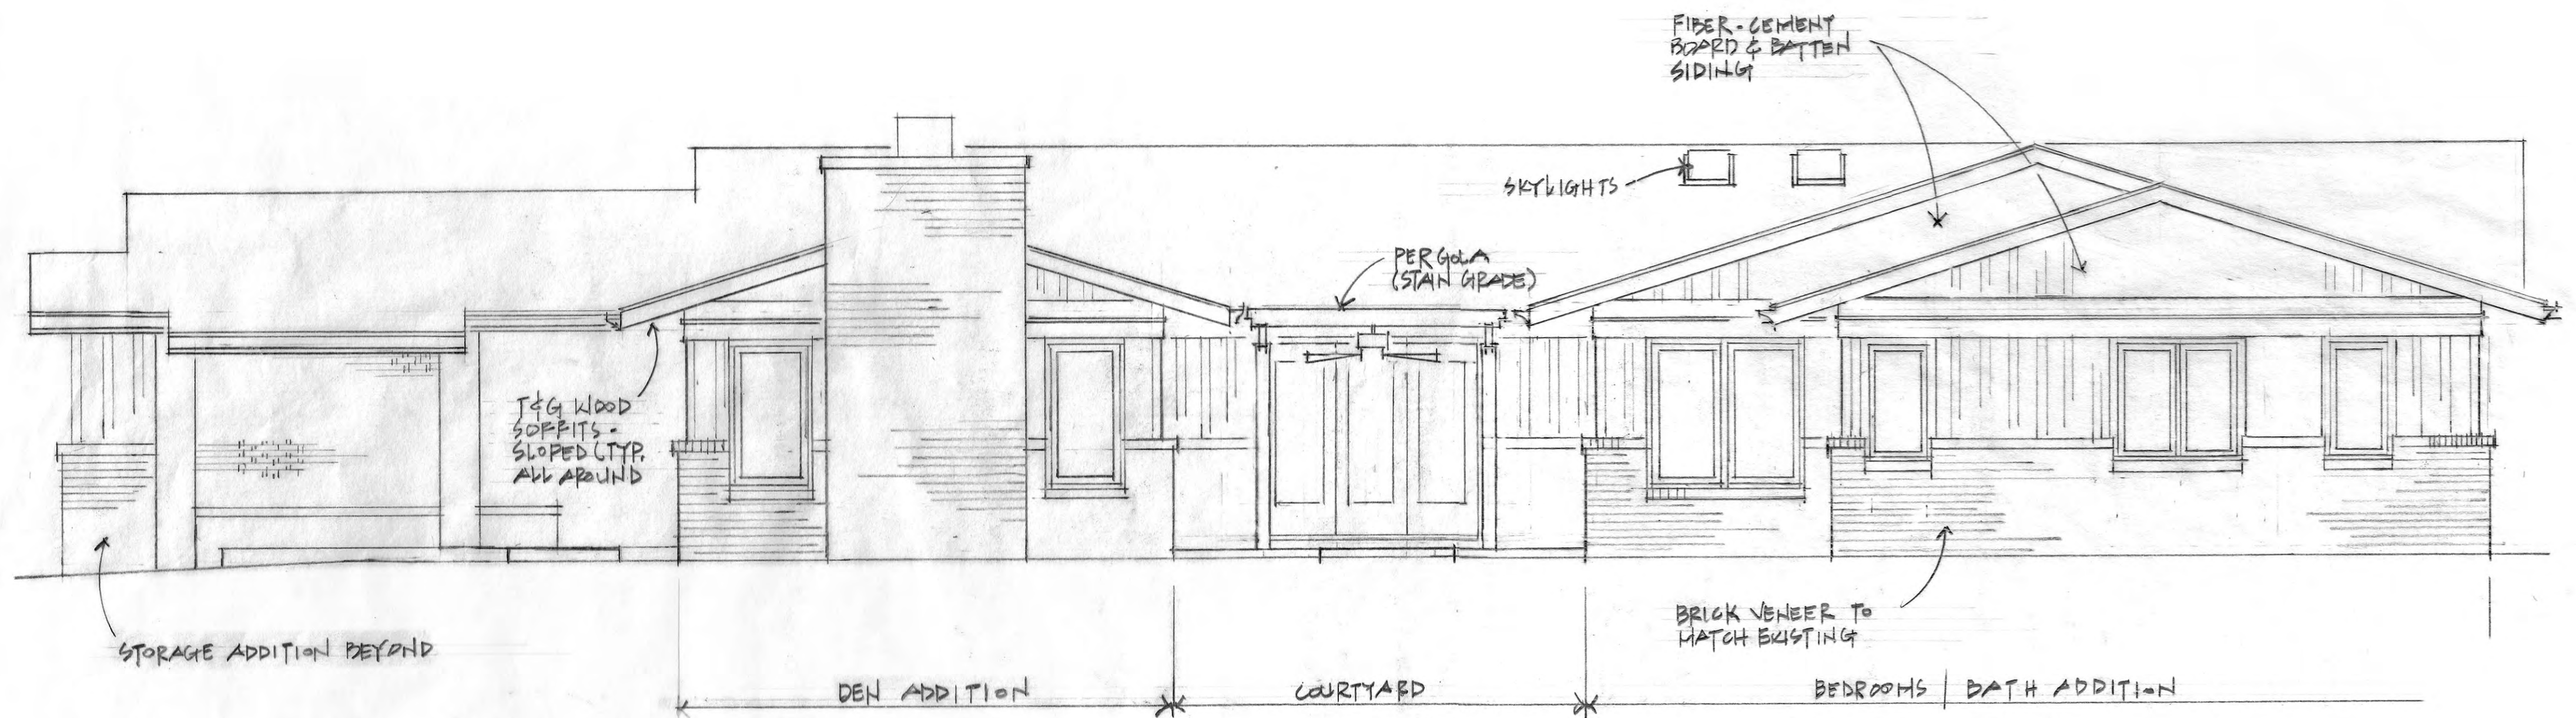 FIBER-CEMENT
BOARD & BATTEN
SIDING
SKYLIGHTS
PERGOLA
(STAIN GRADE)
T&G WOOD
SOFFITS -
SLOPED (TYP.
ALL AROUND
STORAGE ADDITION BEYOND
BRICK VENEER TO
MATCH EXISTING
DEN ADDITION
COURTYARD
BEDROOMS | BATH ADDITION